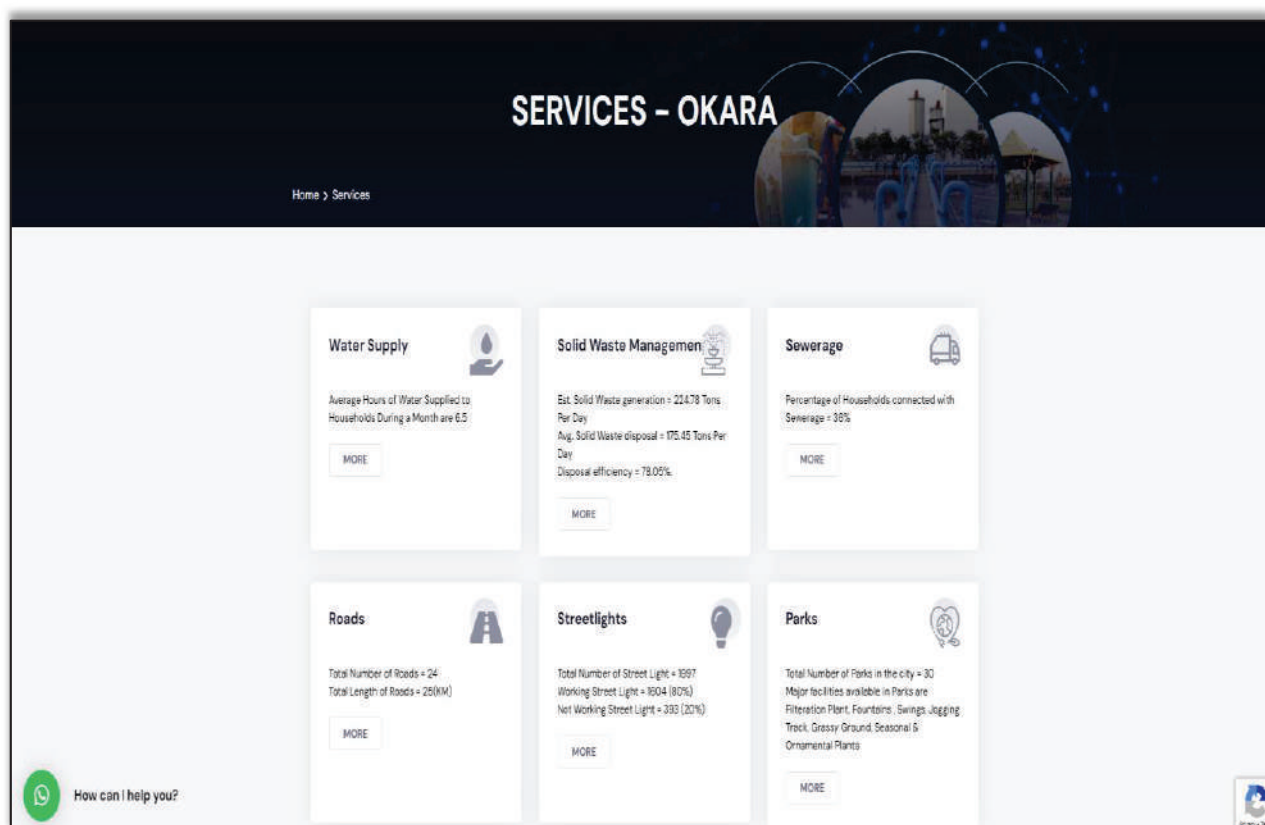 SERVICES – OKARA
Home > Services
Water Supply
Average Hours of Water Supplied to
Households During a Month are 6.5
MORE
Solid Waste Managemen
Est. Solid Waste generation = 224.78 Tons
Per Day
Avg. Solid Waste disposal = 175.45 Tons Per
Day
Disposal efficiency = 78.05%.
MORE
Sewerage
Percentage of Households connected with
Sewerage = 36%
MORE
Roads
Total Number of Roads = 24
Total Length of Roads = 25(KM)
MORE
Streetlights
Total Number of Street Light = 1997
Working Street Light = 1604 (80%)
Not Working Street Light = 393 (20%)
MORE
Parks
Total Number of Parks in the city = 30
Major facilities available in Parks are
Filteration Plant, Fountains , Swings, Jogging
Track, Grassy Ground, Seasonal &
Ornamental Plants
MORE
How can I help you?